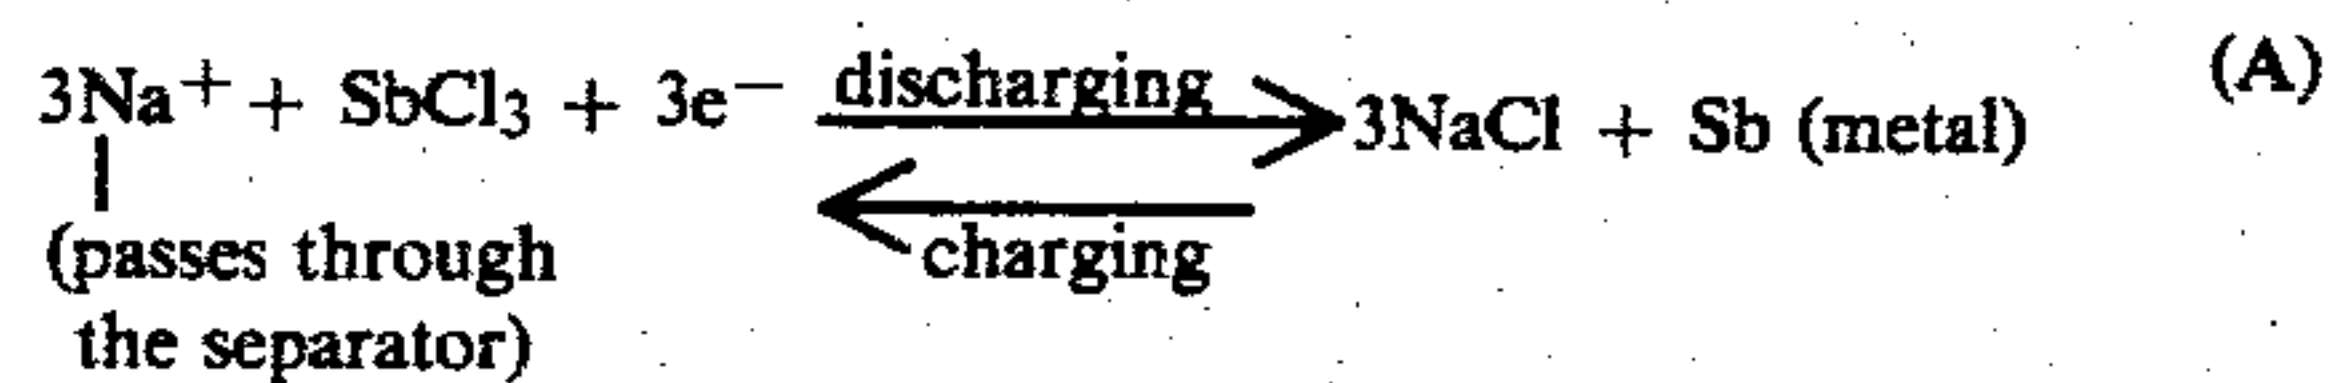 3Na⁺ + SbCl₃ + 3e⁻ discharging 3NaCl + Sb (metal) (A)
charging
(passes through
the separator)